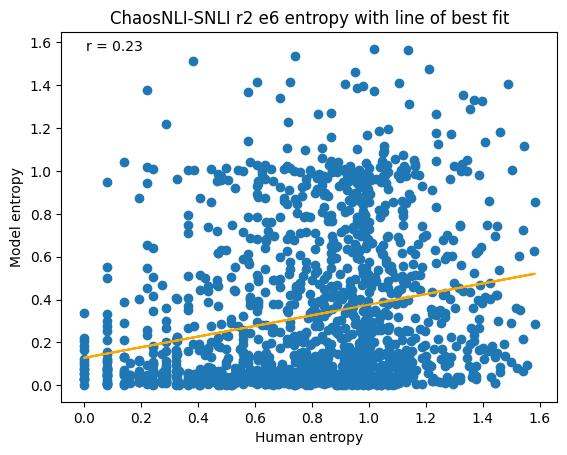 ChaosNLI-SNLI r2 e6 entropy with line of best fit
r = 0.23
1.6
1.4
1.2
1.0
0.8
0.6
0.4
0.2
0.0
Model entropy
0.0 0.2 0.4 0.6 0.8 1.0 1.2 1.4 1.6
Human entropy